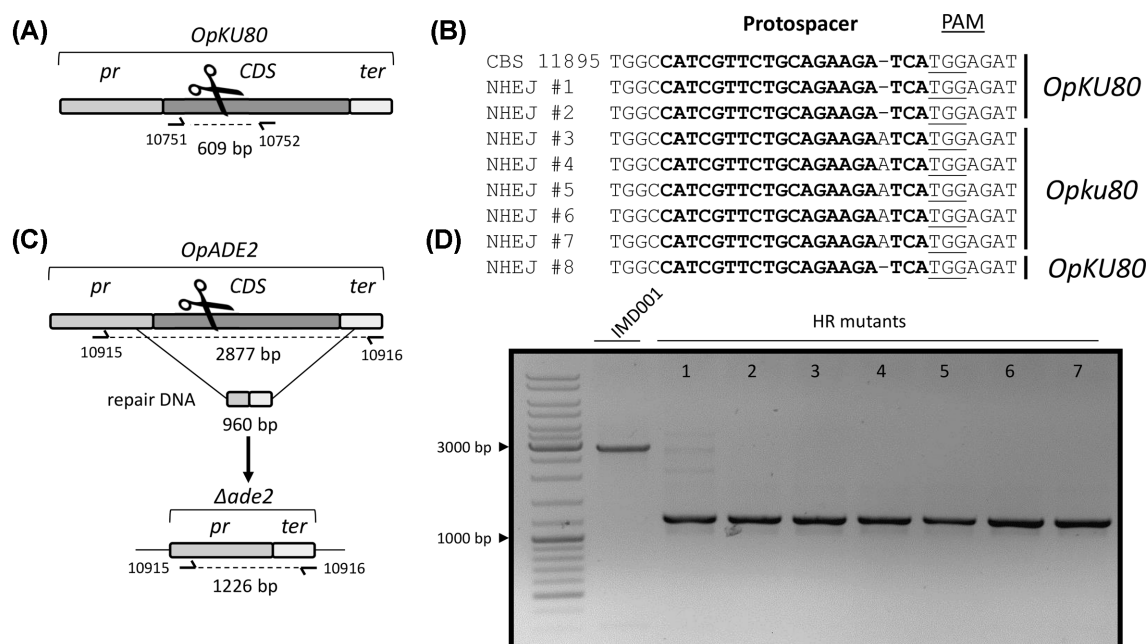 (A)
OpKU80
pr CDS ter
10751 10752
609 bp
(B)
Protospacer PAM
CBS 11895 TGGCCATCGTTCTGCAGAAGA-TCATGGAGAT
NHEJ #1 TGGCCATCGTTCTGCAGAAGA-TCATGGAGAT
NHEJ #2 TGGCCATCGTTCTGCAGAAGA-TCATGGAGAT
OpKU80
NHEJ #3 TGGCCATCGTTCTGCAGAAGAATCATGGAGAT
NHEJ #4 TGGCCATCGTTCTGCAGAAGAATCATGGAGAT
NHEJ #5 TGGCCATCGTTCTGCAGAAGAATCATGGAGAT
NHEJ #6 TGGCCATCGTTCTGCAGAAGAATCATGGAGAT
NHEJ #7 TGGCCATCGTTCTGCAGAAGAATCATGGAGAT
Opku80
NHEJ #8 TGGCCATCGTTCTGCAGAAGA-TCATGGAGAT
OpKU80
(C)
OpADE2
pr CDS ter
10915 10916
2877 bp
repair DNA
960 bp
Δade2
pr ter
10915 10916
1226 bp
(D)
IMD001
HR mutants
1 2 3 4 5 6 7
3000 bp
1000 bp